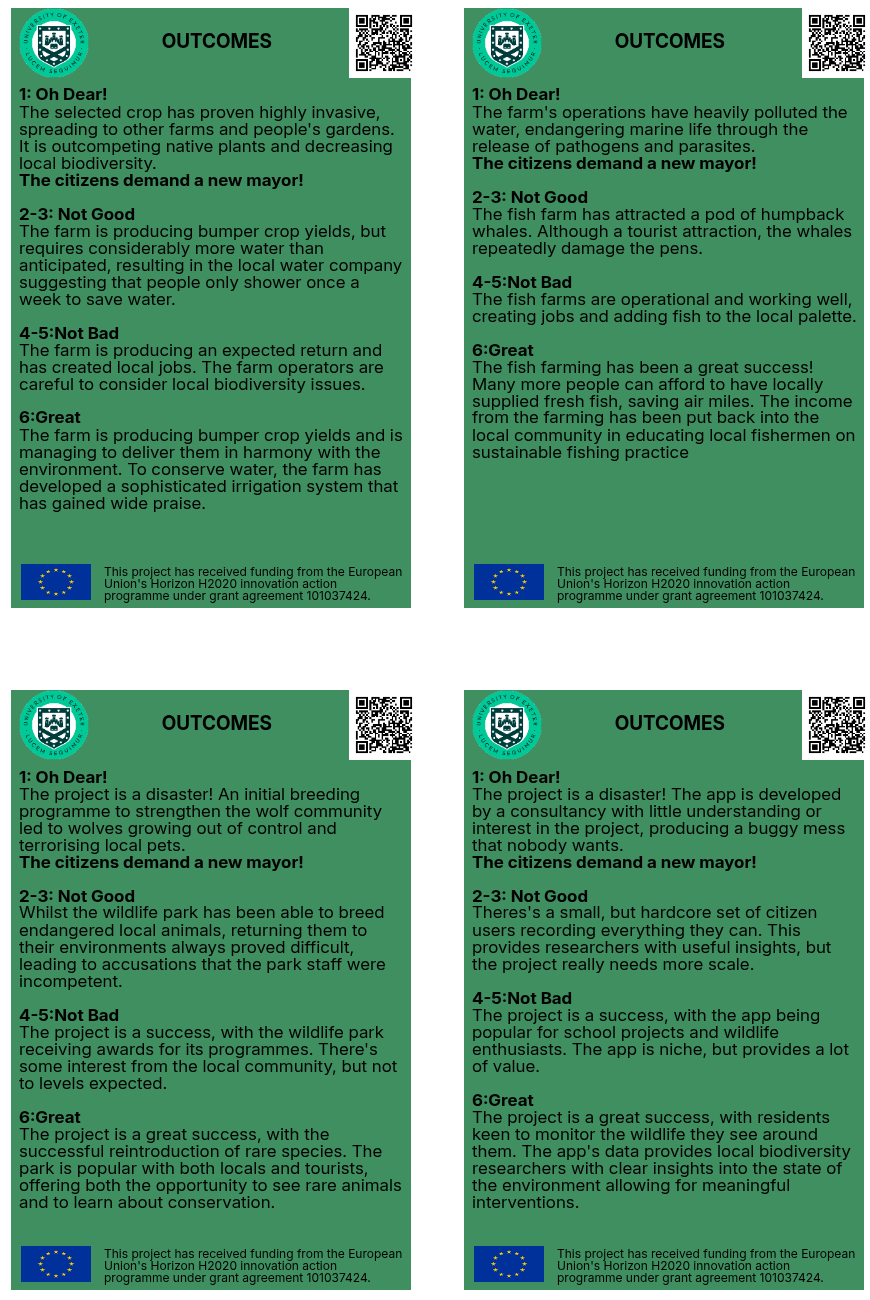 UNIVERSITY OF EXETER
LUCEM SEQUIMUR
OUTCOMES
1: Oh Dear!
The selected crop has proven highly invasive,
spreading to other farms and people's gardens.
It is outcompeting native plants and decreasing
local biodiversity.
The citizens demand a new mayor!
2-3: Not Good
The farm is producing bumper crop yields, but
requires considerably more water than
anticipated, resulting in the local water company
suggesting that people only shower once a
week to save water.
4-5:Not Bad
The farm is producing an expected return and
has created local jobs. The farm operators are
careful to consider local biodiversity issues.
6:Great
The farm is producing bumper crop yields and is
managing to deliver them in harmony with the
environment. To conserve water, the farm has
developed a sophisticated irrigation system that
has gained wide praise.
This project has received funding from the European
Union's Horizon H2020 innovation action
programme under grant agreement 101037424.
UNIVERSITY OF EXETER
LUCEM SEQUIMUR
OUTCOMES
1: Oh Dear!
The farm's operations have heavily polluted the
water, endangering marine life through the
release of pathogens and parasites.
The citizens demand a new mayor!
2-3: Not Good
The fish farm has attracted a pod of humpback
whales. Although a tourist attraction, the whales
repeatedly damage the pens.
4-5:Not Bad
The fish farms are operational and working well,
creating jobs and adding fish to the local palette.
6:Great
The fish farming has been a great success!
Many more people can afford to have locally
supplied fresh fish, saving air miles. The income
from the farming has been put back into the
local community in educating local fishermen on
sustainable fishing practice
This project has received funding from the European
Union's Horizon H2020 innovation action
programme under grant agreement 101037424.
UNIVERSITY OF EXETER
LUCEM SEQUIMUR
OUTCOMES
1: Oh Dear!
The project is a disaster! An initial breeding
programme to strengthen the wolf community
led to wolves growing out of control and
terrorising local pets.
The citizens demand a new mayor!
2-3: Not Good
Whilst the wildlife park has been able to breed
endangered local animals, returning them to
their environments always proved difficult,
leading to accusations that the park staff were
incompetent.
4-5:Not Bad
The project is a success, with the wildlife park
receiving awards for its programmes. There's
some interest from the local community, but not
to levels expected.
6:Great
The project is a great success, with the
successful reintroduction of rare species. The
park is popular with both locals and tourists,
offering both the opportunity to see rare animals
and to learn about conservation.
This project has received funding from the European
Union's Horizon H2020 innovation action
programme under grant agreement 101037424.
UNIVERSITY OF EXETER
LUCEM SEQUIMUR
OUTCOMES
1: Oh Dear!
The project is a disaster! The app is developed
by a consultancy with little understanding or
interest in the project, producing a buggy mess
that nobody wants.
The citizens demand a new mayor!
2-3: Not Good
Theres's a small, but hardcore set of citizen
users recording everything they can. This
provides researchers with useful insights, but
the project really needs more scale.
4-5:Not Bad
The project is a success, with the app being
popular for school projects and wildlife
enthusiasts. The app is niche, but provides a lot
of value.
6:Great
The project is a great success, with residents
keen to monitor the wildlife they see around
them. The app's data provides local biodiversity
researchers with clear insights into the state of
the environment allowing for meaningful
interventions.
This project has received funding from the European
Union's Horizon H2020 innovation action
programme under grant agreement 101037424.